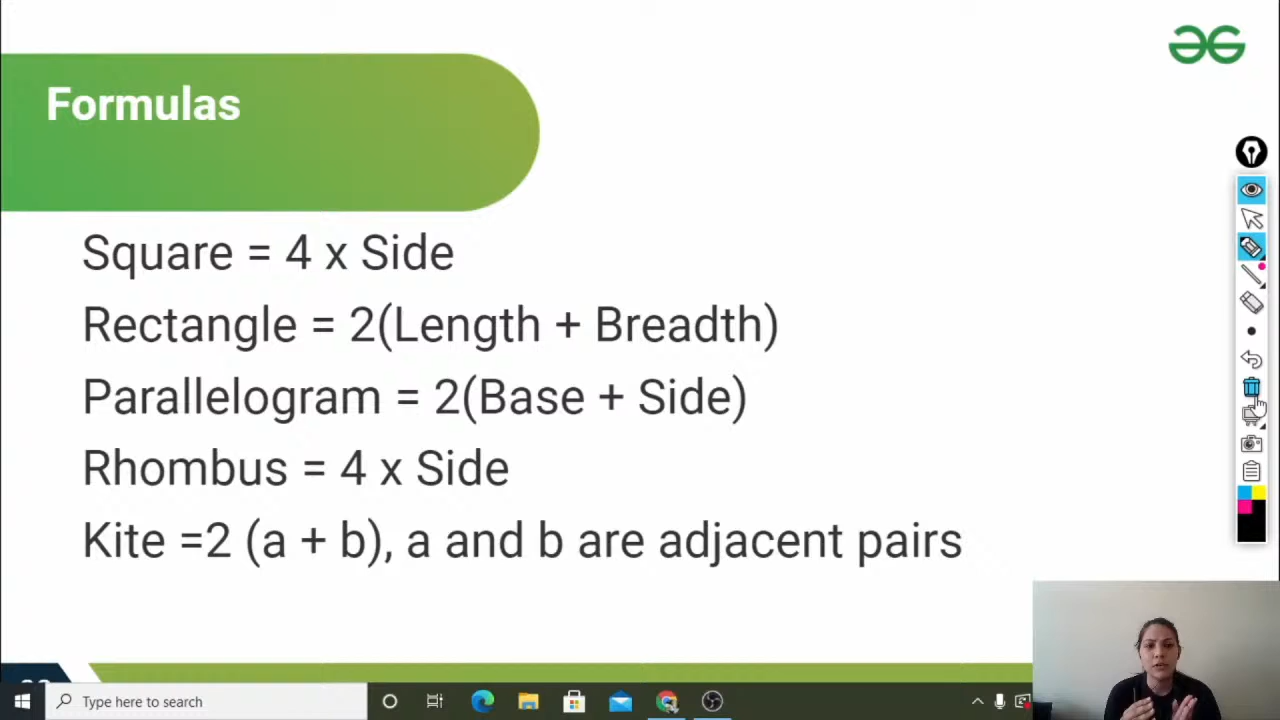 Formulas
Square = 4 x Side
Rectangle = 2(Length + Breadth)
Parallelogram = 2(Base + Side)
Rhombus = 4 x Side
Kite =2 (a + b), a and b are adjacent pairs
Type here to search